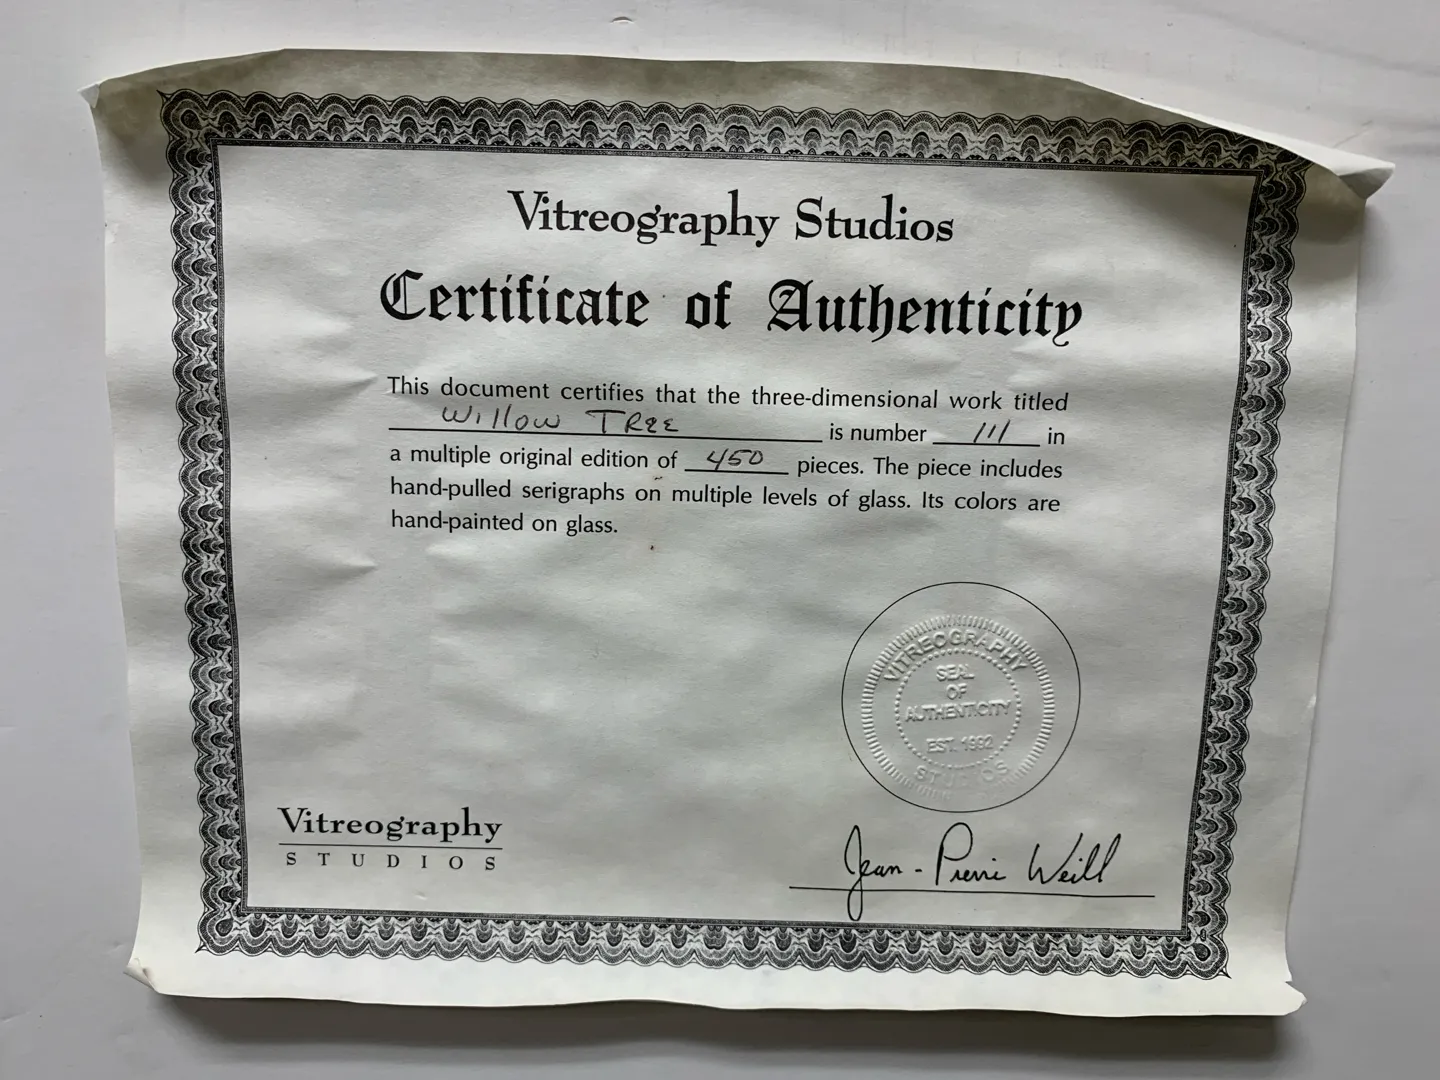 Vitreography Studios
Certificate of Authenticity
This document certifies that the three-dimensional work titled
Willow Tree is number 111 in
a multiple original edition of 450 pieces. The piece includes
hand-pulled serigraphs on multiple levels of glass. Its colors are
hand-painted on glass.
VITREOGRAPHY
SEAL
OF
AUTHENTICITY
EST. 1992
STUDIOS
Vitreography
STUDIOS
Jean-Pierre Weill